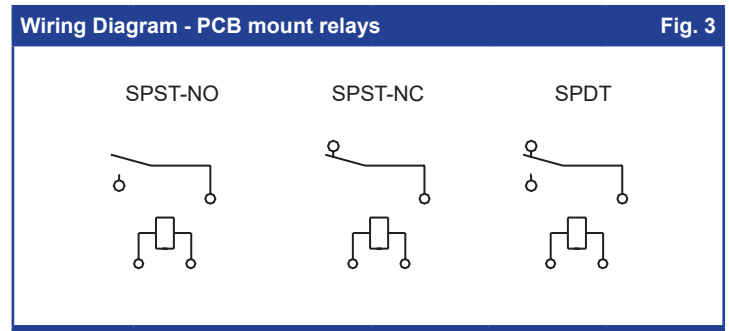 Wiring Diagram - PCB mount relays Fig. 3
SPST-NO SPST-NC SPDT